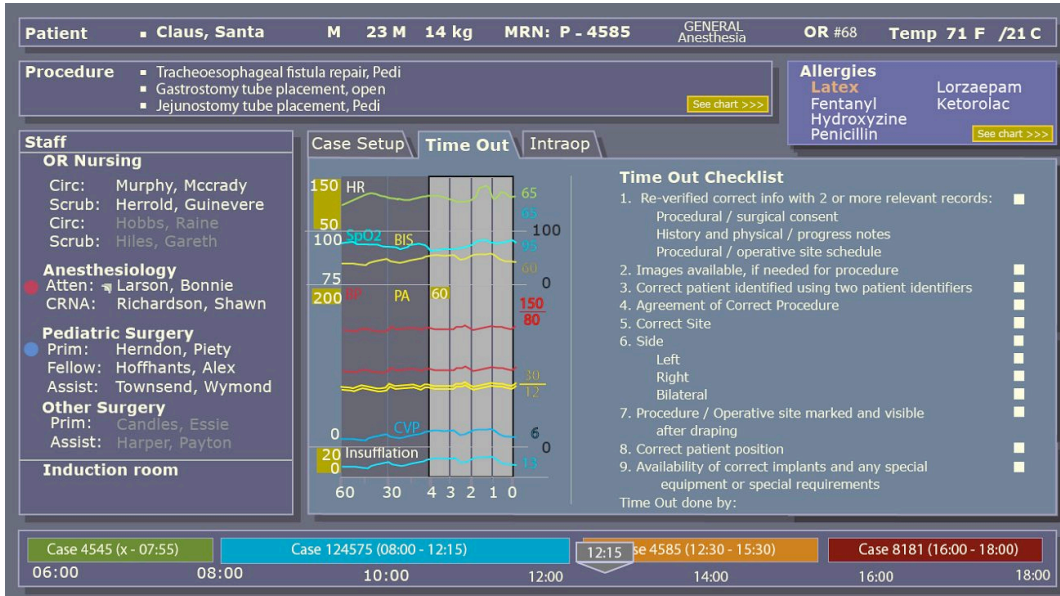 Patient ▪ Claus, Santa M 23 M 14 kg MRN: P - 4585 GENERAL Anesthesia OR #68 Temp 71 F /21 C
Procedure ▪ Tracheoesophageal fistula repair, Pedi
▪ Gastrostomy tube placement, open
▪ Jejunostomy tube placement, Pedi
See chart >>>
Allergies
Latex Lorzaepam
Fentanyl Ketorolac
Hydroxyzine
Penicillin
See chart >>>
Staff
OR Nursing
Circ: Murphy, Mccrady
Scrub: Herrold, Guinevere
Circ: Hobbs, Raine
Scrub: Hiles, Gareth
Anesthesiology
Atten: Larson, Bonnie
CRNA: Richardson, Shawn
Pediatric Surgery
Prim: Herndon, Piety
Fellow: Hoffhants, Alex
Assist: Townsend, Wymond
Other Surgery
Prim: Candles, Essie
Assist: Harper, Payton
Induction room
Case Setup Time Out Intraop
150 HR 65
65
50 100
100 SpO2 BIS 95
60
75 0
200 BP PA 60
150
80
30
12
0 CVP 6
0
20 Insufflation
0 13
60 30 4 3 2 1 0
Time Out Checklist
1. Re-verified correct info with 2 or more relevant records:
Procedural / surgical consent
History and physical / progress notes
Procedural / operative site schedule
2. Images available, if needed for procedure
3. Correct patient identified using two patient identifiers
4. Agreement of Correct Procedure
5. Correct Site
6. Side
Left
Right
Bilateral
7. Procedure / Operative site marked and visible
after draping
8. Correct patient position
9. Availability of correct implants and any special
equipment or special requirements
Time Out done by:
Case 4545 (x - 07:55) Case 124575 (08:00 - 12:15) 12:15 se 4585 (12:30 - 15:30) Case 8181 (16:00 - 18:00)
06:00 08:00 10:00 12:00 14:00 16:00 18:00